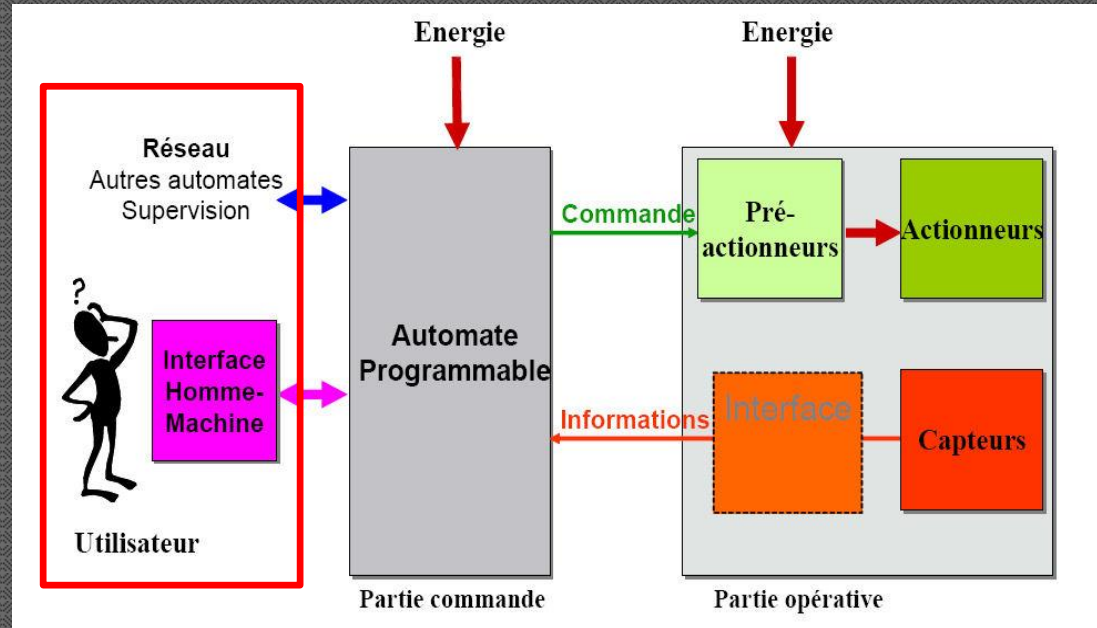 Energie
Energie
Réseau
Autres automates
Supervision
Commande
Pré-
actionneurs
Actionneurs
?
Automate
Programmable
Interface
Homme-
Machine
Informations
Interface
Capteurs
Utilisateur
Partie commande
Partie opérative